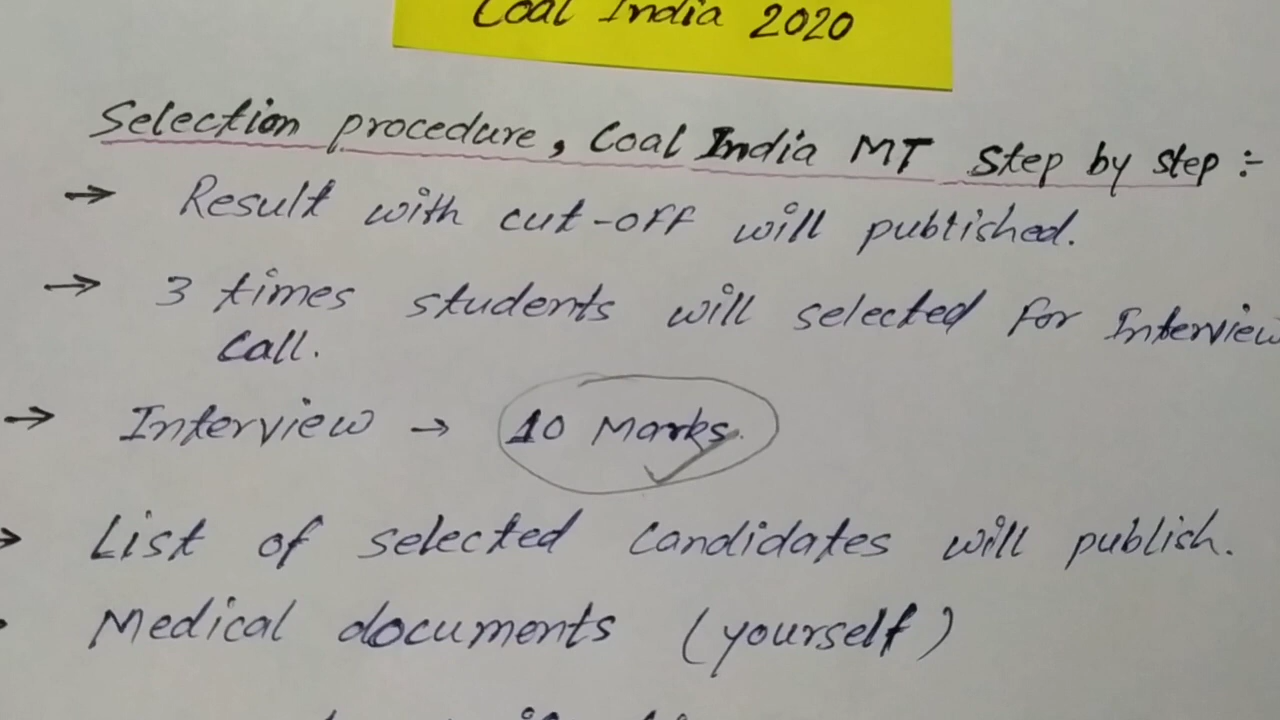 Coal India 2020
Selection procedure, Coal India MT Step by step :-
→ Result with cut-off will published.
→ 3 times students will selected for Interview
Call.
→ Interview → 10 Marks.
→ List of selected Candidates will publish.
→ Medical documents (yourself)